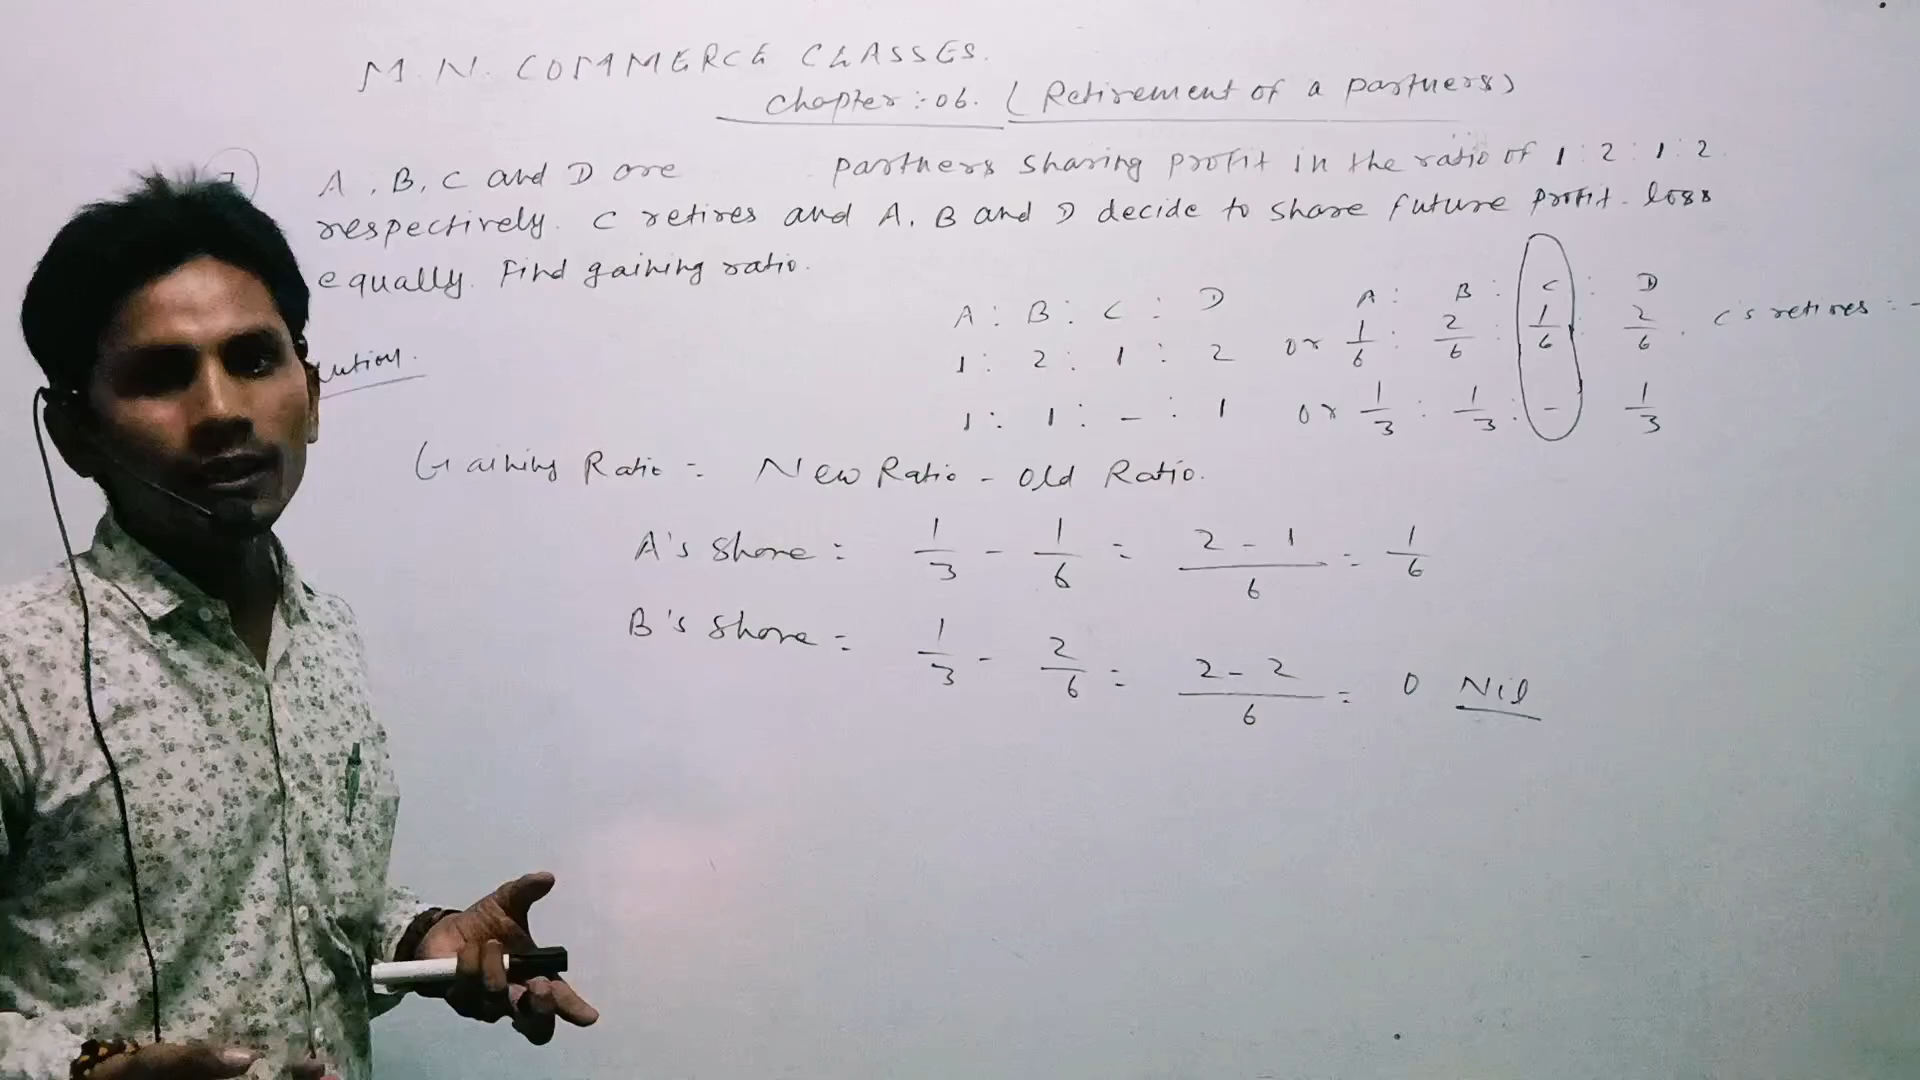 M. N. COMMERCE CLASSES.
Chapter :- 06. (Retirement of a partners)
A, B, C and D are partners sharing profit in the ratio of 1 : 2 : 1 : 2.
respectively. C retires and A, B and D decide to share future profit - loss
equally. Find gaining ratio.
A : B : C : D or A : B : C : D
1 : 2 : 1 : 2 1/6 : 2/6 : 1/6 : 2/6. C's retires : -
1 : 1 : - : 1 or 1/3 : 1/3 : - 1/3
Gaining Ratio = New Ratio - Old Ratio.
A's Share = 1/3 - 1/6 = 2 - 1/6 = 1/6
B's Share = 1/3 - 2/6 = 2 - 2/6 = 0 Nil